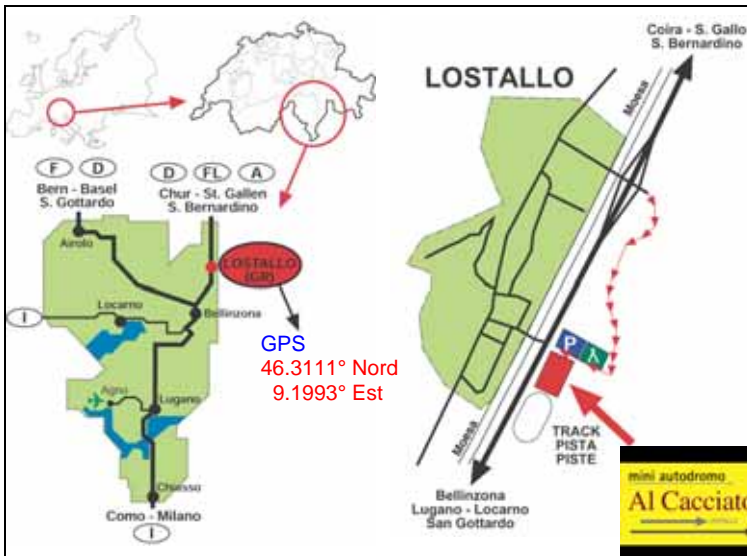 F
D
Bern - Basel
S. Gottardo
D
FL
A
Chur - St. Gallen
S. Bernardino
Airolo
LOSTALLO
(GR)
Locarno
Bellinzona
I
GPS
46.3111° Nord
9.1993° Est
Agno
Lugano
Chiasso
Como - Milano
I
Coira - S. Gallo
S. Bernardino
LOSTALLO
Moesa
P
TRACK
PISTA
PISTE
Moesa
Bellinzona
Lugano - Locarno
San Gottardo
mini autodromo
Al Cacciato